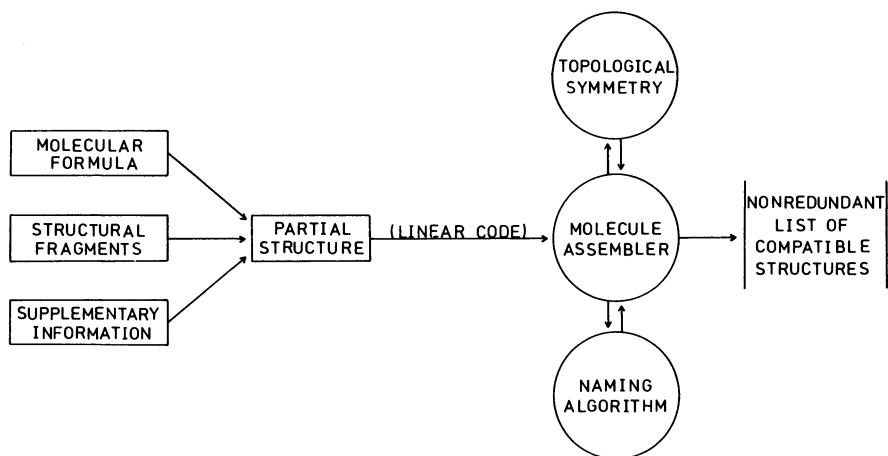 MOLECULAR
FORMULA
STRUCTURAL
FRAGMENTS
SUPPLEMENTARY
INFORMATION
PARTIAL
STRUCTURE
(LINEAR CODE)
TOPOLOGICAL
SYMMETRY
MOLECULE
ASSEMBLER
NAMING
ALGORITHM
NONREDUNDANT
LIST OF
COMPATIBLE
STRUCTURES